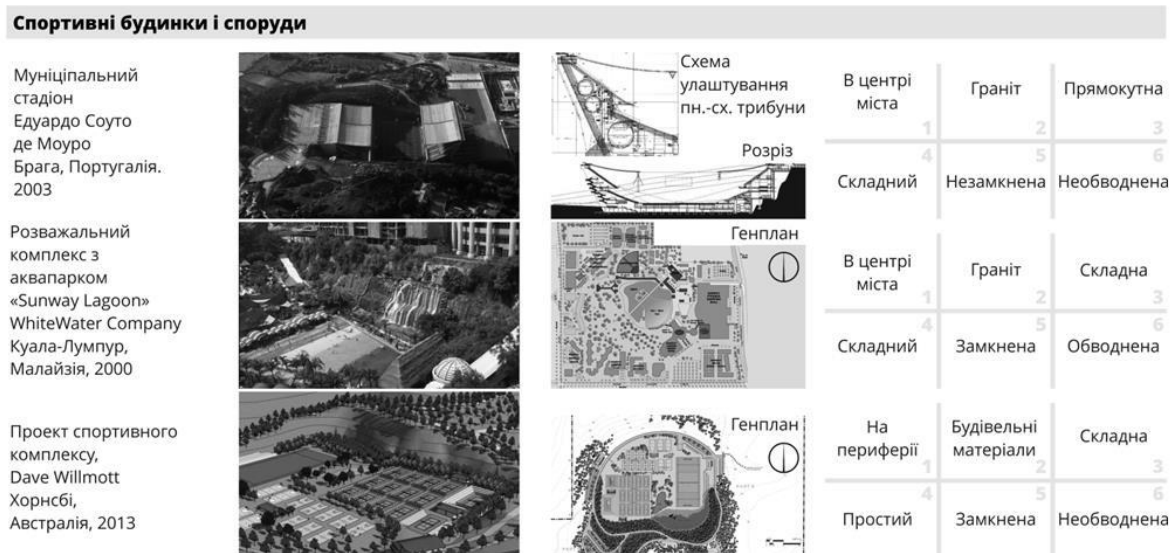 Спортивні будинки і споруди
Муніципальний
стадіон
Едуардо Соуто
де Моуро
Брага, Португалія.
2003
Схема
улаштування
пн.-сх. трибуни
Розріз
В центрі
міста
1
Граніт
2
Прямокутна
3
4
Складний
5
Незамкнена
6
Необводнена
Розважальний
комплекс з
аквапарком
«Sunway Lagoon»
WhiteWater Company
Куала-Лумпур,
Малайзія, 2000
Генплан
В центрі
міста
1
Граніт
2
Складна
3
4
Складний
5
Замкнена
6
Обводнена
Проект спортивного
комплексу,
Dave Willmott
Хорнсбі,
Австралія, 2013
Генплан
На
периферії
1
Будівельні
матеріали
2
Складна
3
4
Простий
5
Замкнена
6
Необводнена